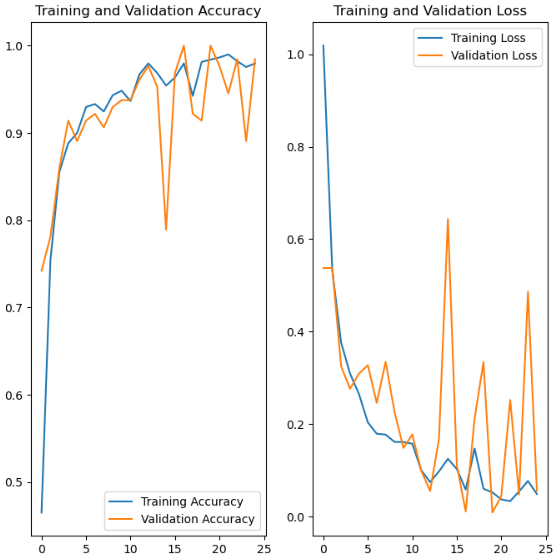 Training and Validation Accuracy
1.0
0.9
0.8
0.7
0.6
0.5
Training Accuracy
Validation Accuracy
0 5 10 15 20 25
Training and Validation Loss
Training Loss
Validation Loss
1.0
0.8
0.6
0.4
0.2
0.0
0 5 10 15 20 25